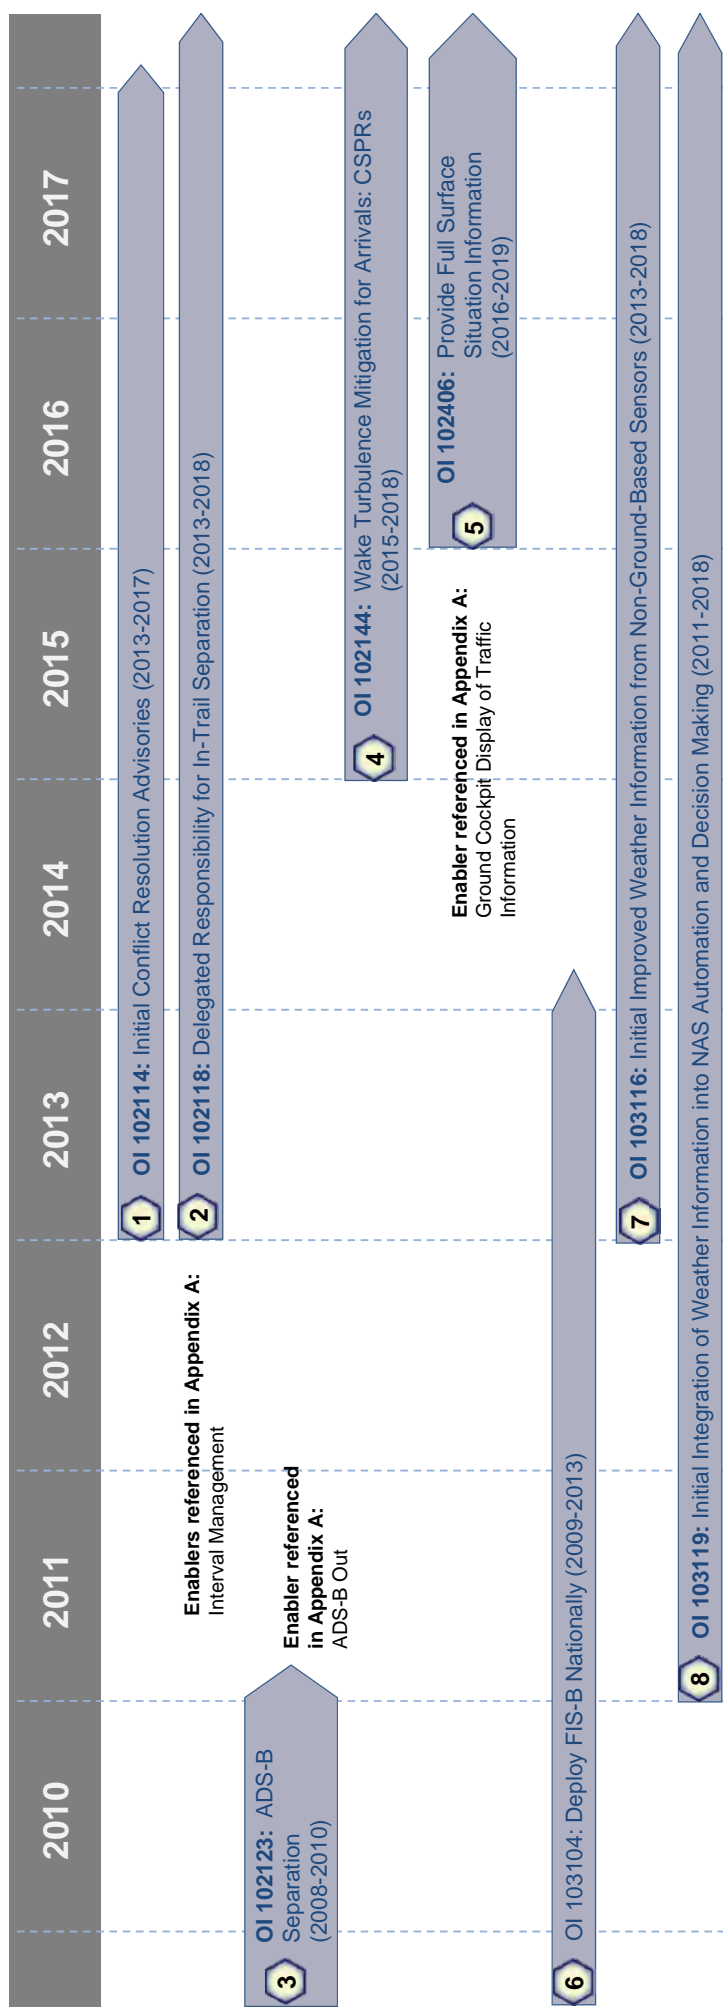 2010 2011 2012 2013 2014 2015 2016 2017
1
OI 102114: Initial Conflict Resolution Advisories (2013-2017)
Enablers referenced in Appendix A:
Interval Management
2
OI 102118: Delegated Responsibility for In-Trail Separation (2013-2018)
3
OI 102123: ADS-B
Separation
(2008-2010)
Enabler referenced
in Appendix A:
ADS-B Out
4
OI 102144: Wake Turbulence Mitigation for Arrivals: CSPRs
(2015-2018)
Enabler referenced in Appendix A:
Ground Cockpit Display of Traffic
Information
5
OI 102406: Provide Full Surface
Situation Information
(2016-2019)
6
OI 103104: Deploy FIS-B Nationally (2009-2013)
7
OI 103116: Initial Improved Weather Information from Non-Ground-Based Sensors (2013-2018)
8
OI 103119: Initial Integration of Weather Information into NAS Automation and Decision Making (2011-2018)